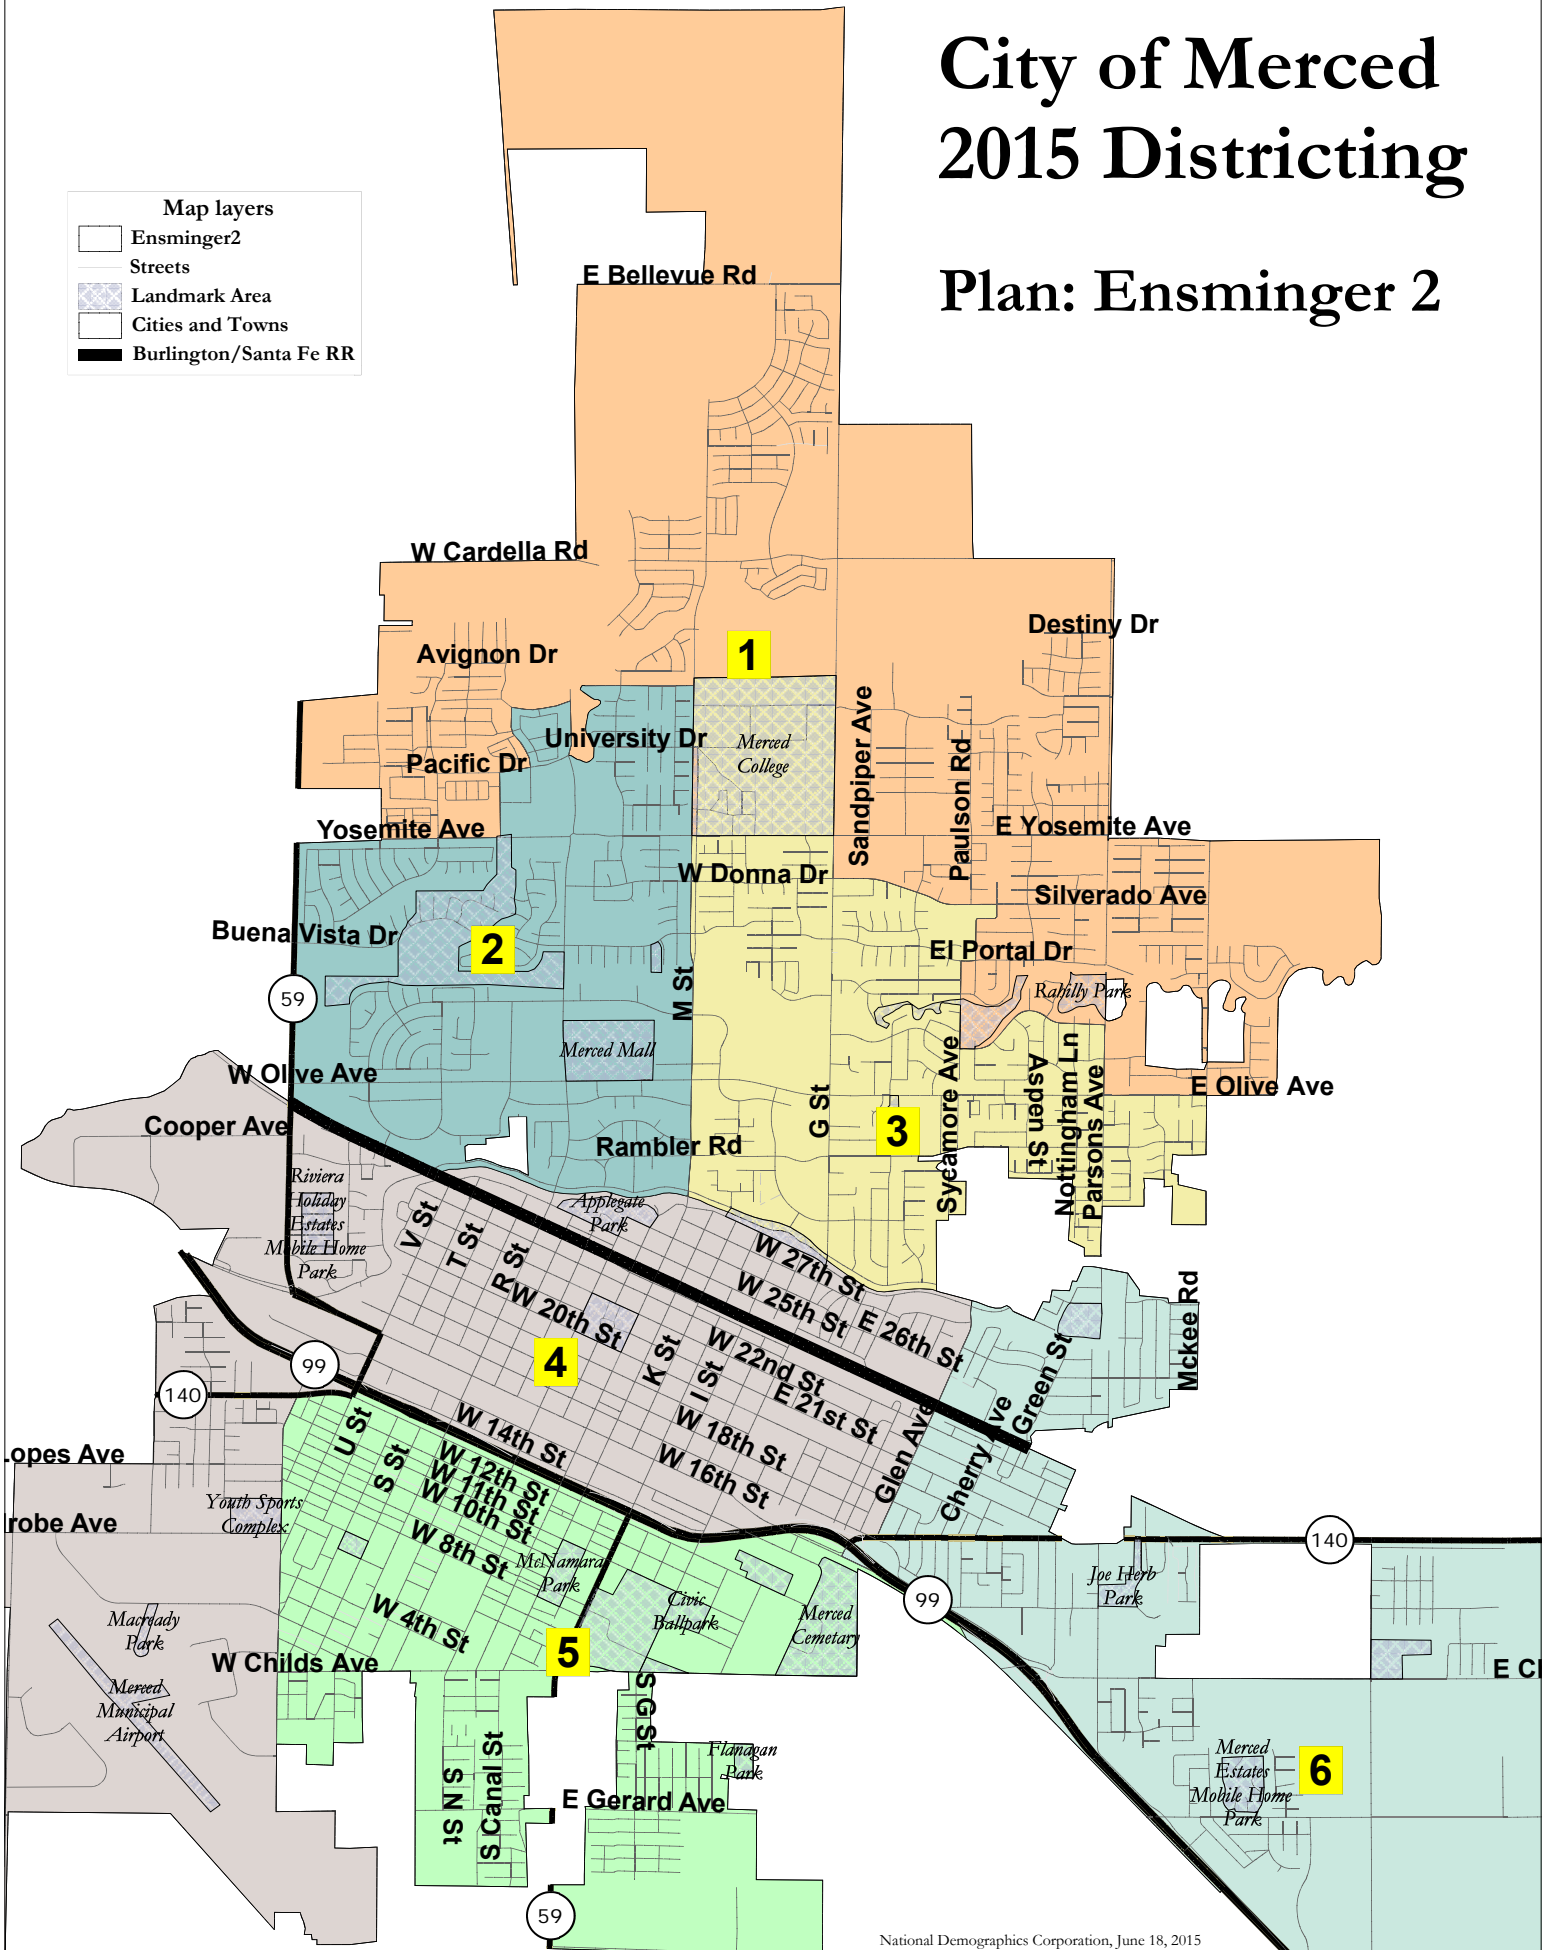 City of Merced
2015 Districting
Plan: Ensminger 2
Map layers
Ensminger2
Streets
Landmark Area
Cities and Towns
Burlington/Santa Fe RR
E Bellevue Rd
W Cardella Rd
Destiny Dr
Avignon Dr
1
University Dr
Merced
College
Sandpiper Ave
Paulson Rd
Pacific Dr
Yosemite Ave
E Yosemite Ave
W Donna Dr
Silverado Ave
Buena Vista Dr
2
El Portal Dr
59
M St
Rahilly Park
Merced Mall
W Olive Ave
E Olive Ave
Cooper Ave
G St
3
Sycamore Ave
Aspen St
Nottingham Ln
Parsons Ave
Rambler Rd
Riviera
Holiday
Estates
Mobile Home
Park
Applegate
Park
V St
T St
R St
W 27th St
W 25th St
E 26th St
W 20th St
W 22nd St
E 21st St
K St
I St
4
99
140
Mckee Rd
Green St
Cherry Ave
Glen Ave
W 18th St
W 16th St
W 14th St
U St
S St
W 12th St
W 11th St
W 10th St
W 8th St
W 4th St
Lopes Ave
Youth Sports
Complex
McNamara
Park
Civic
Ballpark
Merced
Cemetary
140
99
Joe Herb
Park
Macready
Park
5
W Childs Ave
Merced
Municipal
Airport
S G St
S N St
S Canal St
Flanagan
Park
E Gerard Ave
Merced
Estates
Mobile Home
Park
6
59
National Demographics Corporation, June 18, 2015